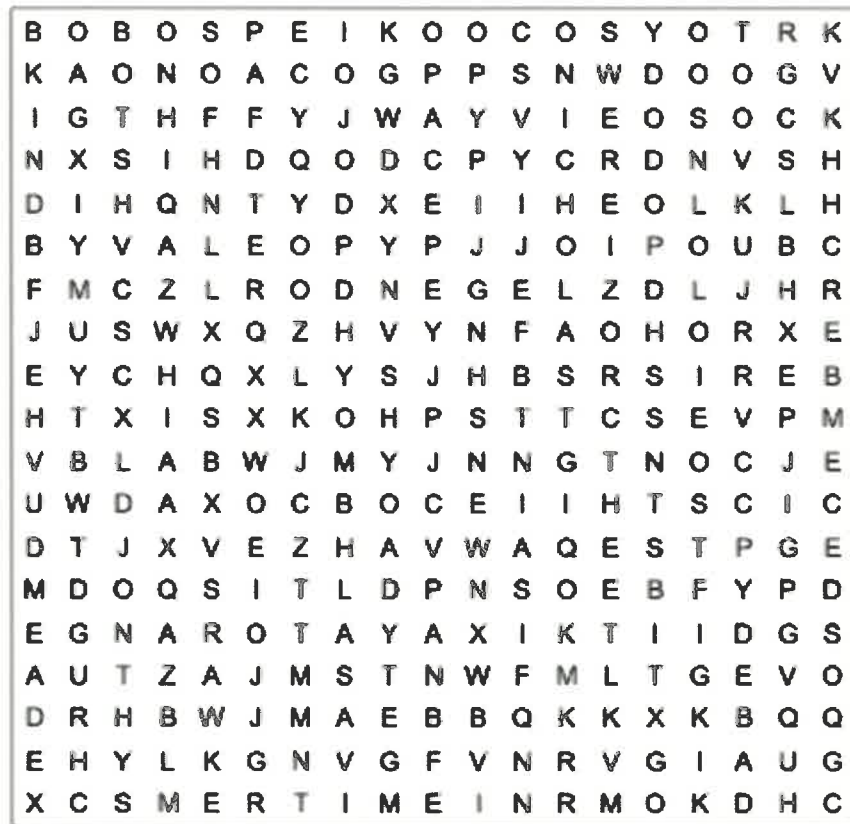 B O B O S P E I K O O C O S Y O T R K
K A O N O A C O G P P S N W D O O G V
I G T H F F Y J W A Y V I E O S O C K
N X S I H D Q O D C P Y C R D N V S H
D I H Q N T Y D X E I I H E O L K L H
B Y V A L E O P Y P J J O I P O U B C
F M C Z L R O D N E G E L Z D L J H R
J U S W X Q Z H V Y N F A O H O R X E
E Y C H Q X L Y S J H B S R S I R E B
H T X I S X K O H P S T T C S E V P M
V B L A B W J M Y J N N G T N O C J E
U W D A X O C B O C E I I H T S C I C
D T J X V E Z H A V W A Q E S T P G E
M D O Q S I T L D P N S O E B F Y P D
E G N A R O T A Y A X I K T I I D G S
A U T Z A J M S T N W F M L T G E V O
D R H B W J M A E B B Q K K X K B Q Q
E H Y L K G N V G F V N R V G I A U G
X C S M E R T I M E I N R M O K D H C